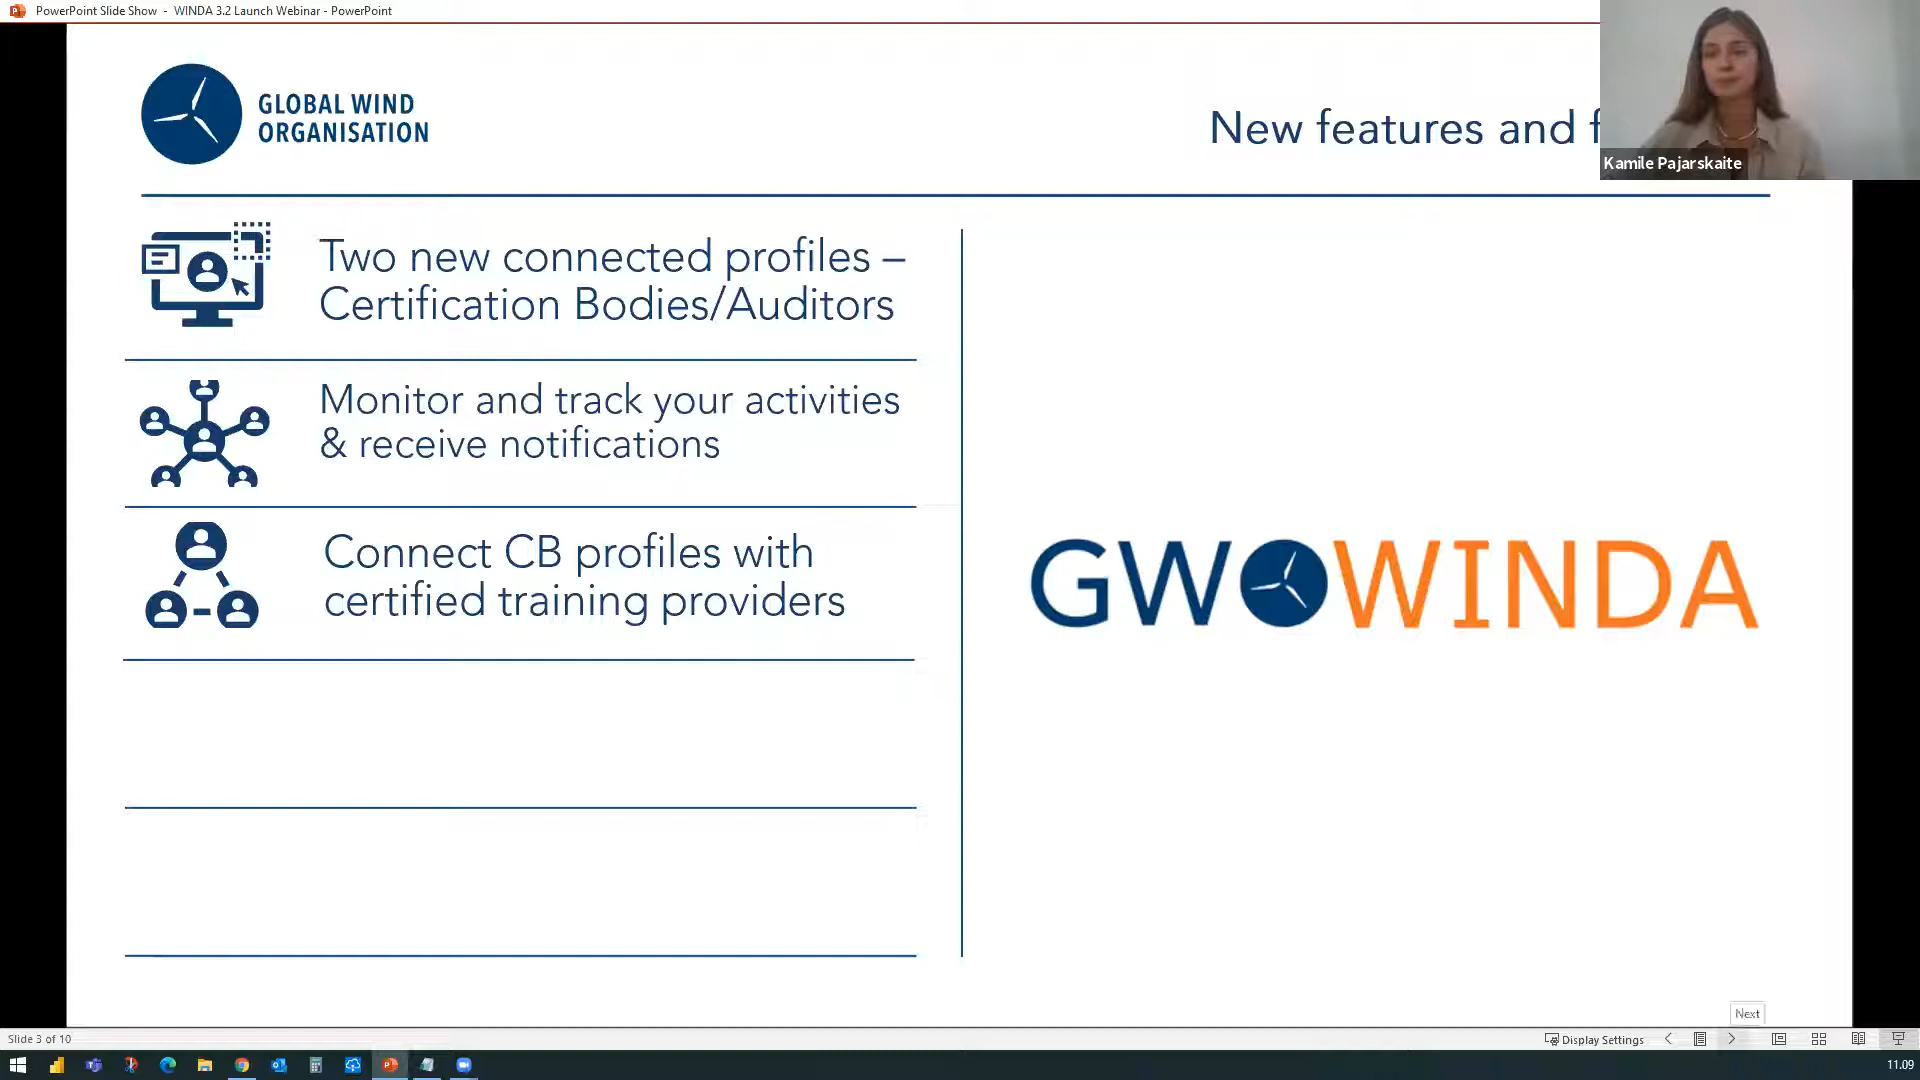 PowerPoint Slide Show - WINDA 3.2 Launch Webinar - PowerPoint
GLOBAL WIND
ORGANISATION
New features and f
Kamile Pajarskaite
Two new connected profiles –
Certification Bodies/Auditors
Monitor and track your activities
& receive notifications
Connect CB profiles with
certified training providers
GWOWINDA
Next
Slide 3 of 10
Display Settings
11.09